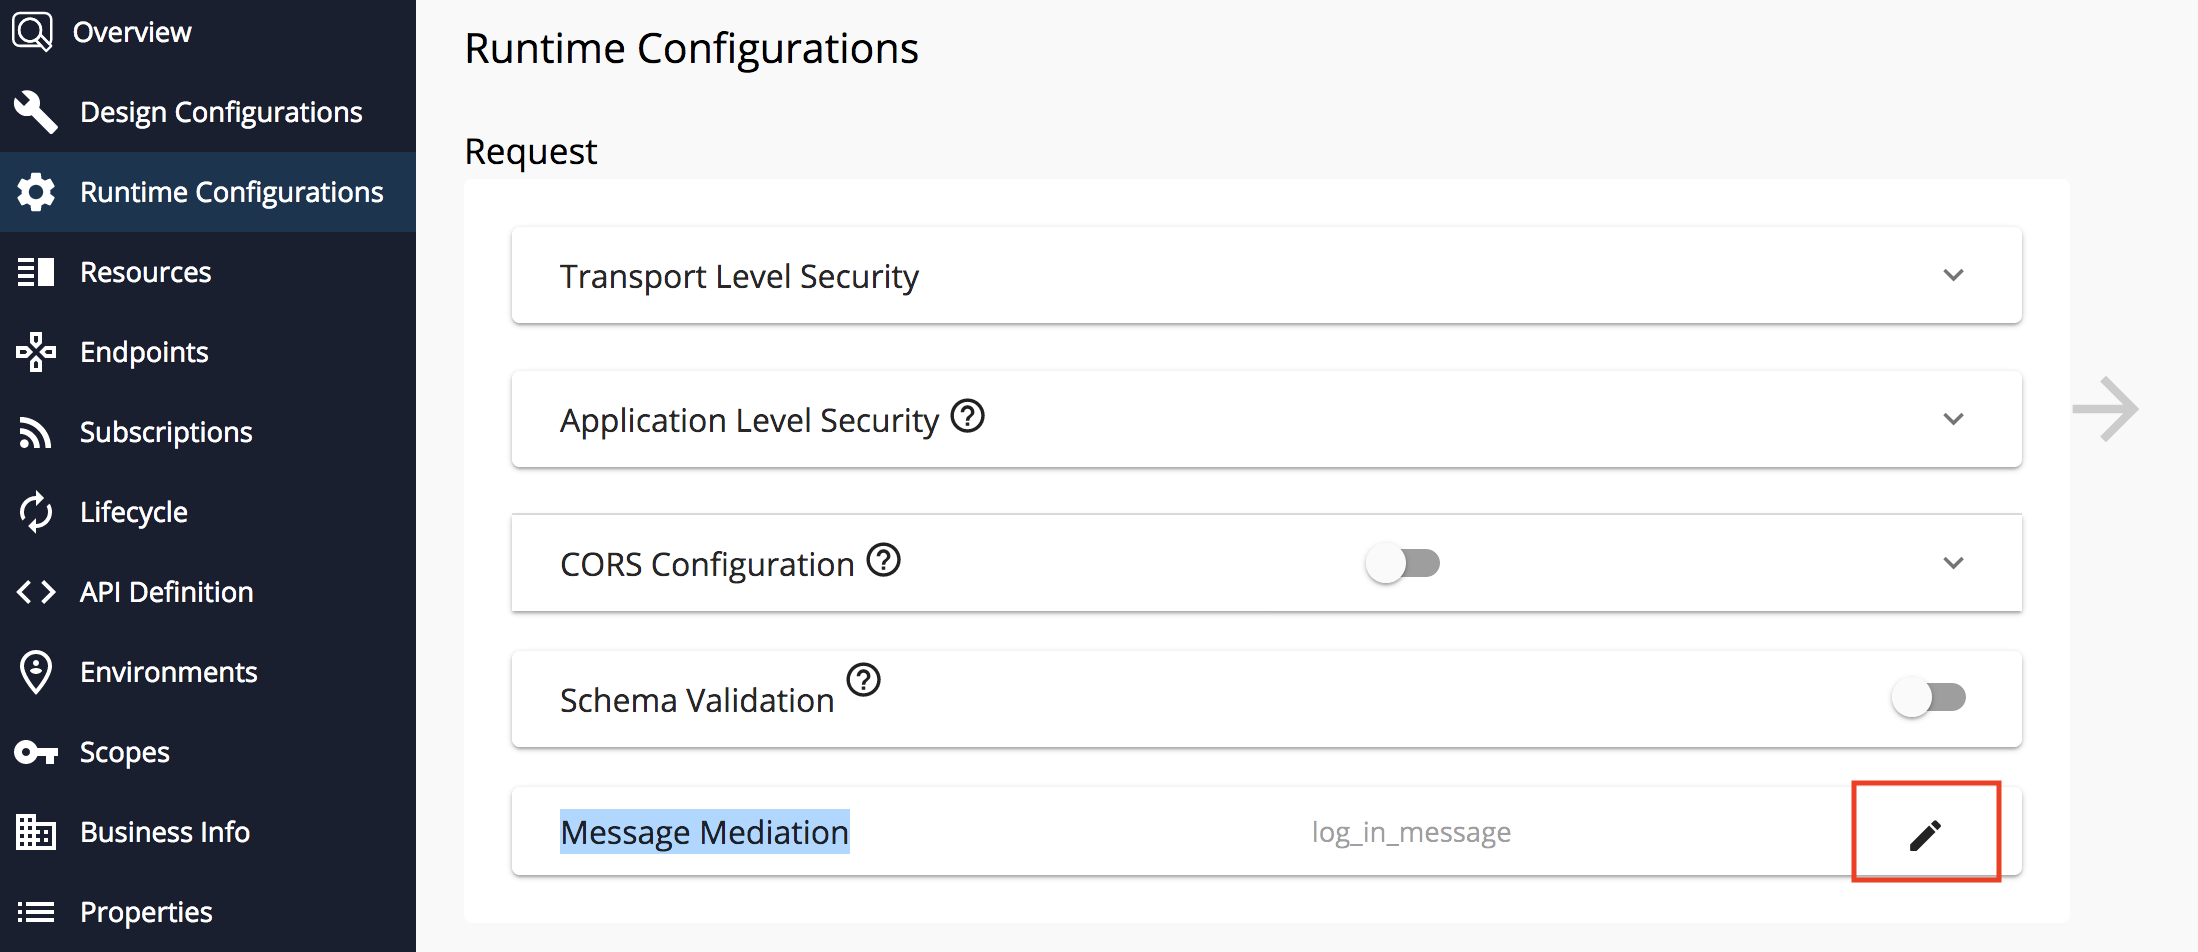 Overview
Design Configurations
Runtime Configurations
Resources
Endpoints
Subscriptions
Lifecycle
API Definition
Environments
Scopes
Business Info
Properties
Runtime Configurations
Request
Transport Level Security
Application Level Security ?
CORS Configuration ?
Schema Validation ?
Message Mediation log_in_message